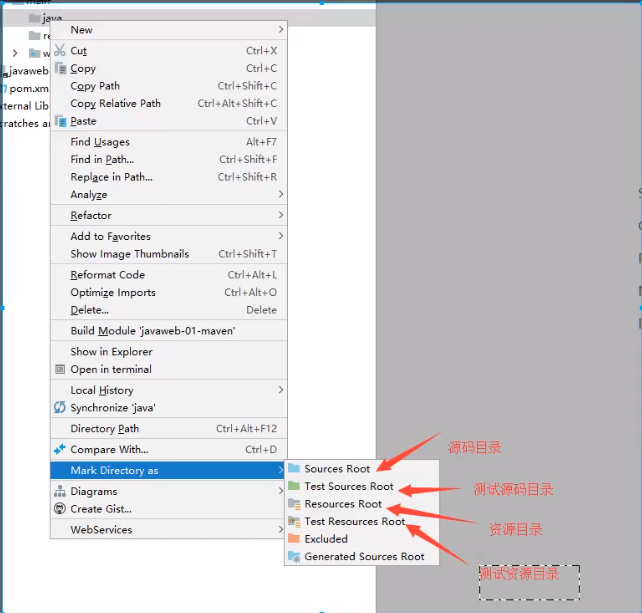 main
java
re
w
javaweb
pom.xm
ternal Lib
ratches a
New
Cut Ctrl+X
Copy Ctrl+C
Copy Path Ctrl+Shift+C
Copy Relative Path Ctrl+Alt+Shift+C
Paste Ctrl+V
Find Usages Alt+F7
Find in Path... Ctrl+Shift+F
Replace in Path... Ctrl+Shift+R
Analyze
Refactor
Add to Favorites
Show Image Thumbnails Ctrl+Shift+T
Reformat Code Ctrl+Alt+L
Optimize Imports Ctrl+Alt+O
Delete... Delete
Build Module 'javaweb-01-maven'
Show in Explorer
Open in terminal
Local History
Synchronize 'java'
Directory Path Ctrl+Alt+F12
Compare With... Ctrl+D
Mark Directory as
Diagrams
Create Gist...
WebServices
Sources Root
Test Sources Root
Resources Root
Test Resources Root
Excluded
Generated Sources Root
源码目录
测试源码目录
资源目录
测试资源目录